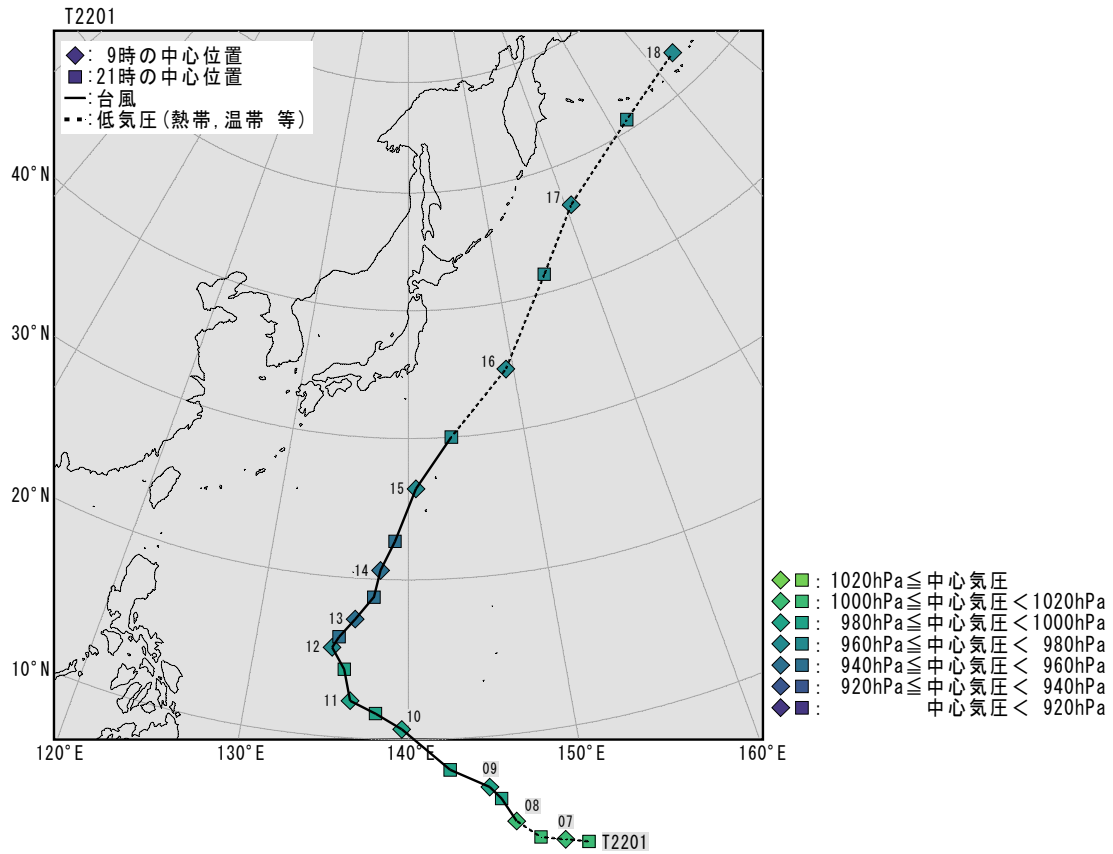 T2201
◆: 9時の中心位置
■:21時の中心位置
―:台風
---:低気圧(熱帯,温帯 等)
18
17
40°N
16
30°N
15
20°N
14
13
12
10°N
11
10
120°E
130°E
140°E
150°E
160°E
09
08
07
T2201
◆■: 1020hPa≦中心気圧
◆■: 1000hPa≦中心気圧<1020hPa
◆■: 980hPa≦中心気圧<1000hPa
◆■: 960hPa≦中心気圧< 980hPa
◆■: 940hPa≦中心気圧< 960hPa
◆■: 920hPa≦中心気圧< 940hPa
◆■: 中心気圧< 920hPa